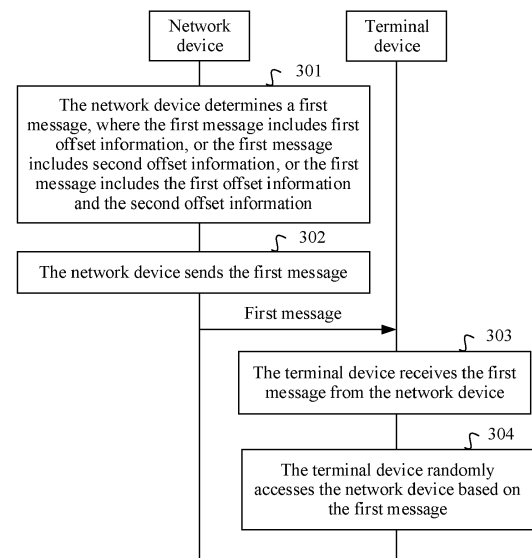 Network
device
Terminal
device
301
The network device determines a first
message, where the first message includes first
offset information, or the first message
includes second offset information, or the first
message includes the first offset information
and the second offset information
302
The network device sends the first message
First message
303
The terminal device receives the first
message from the network device
304
The terminal device randomly
accesses the network device based on
the first message